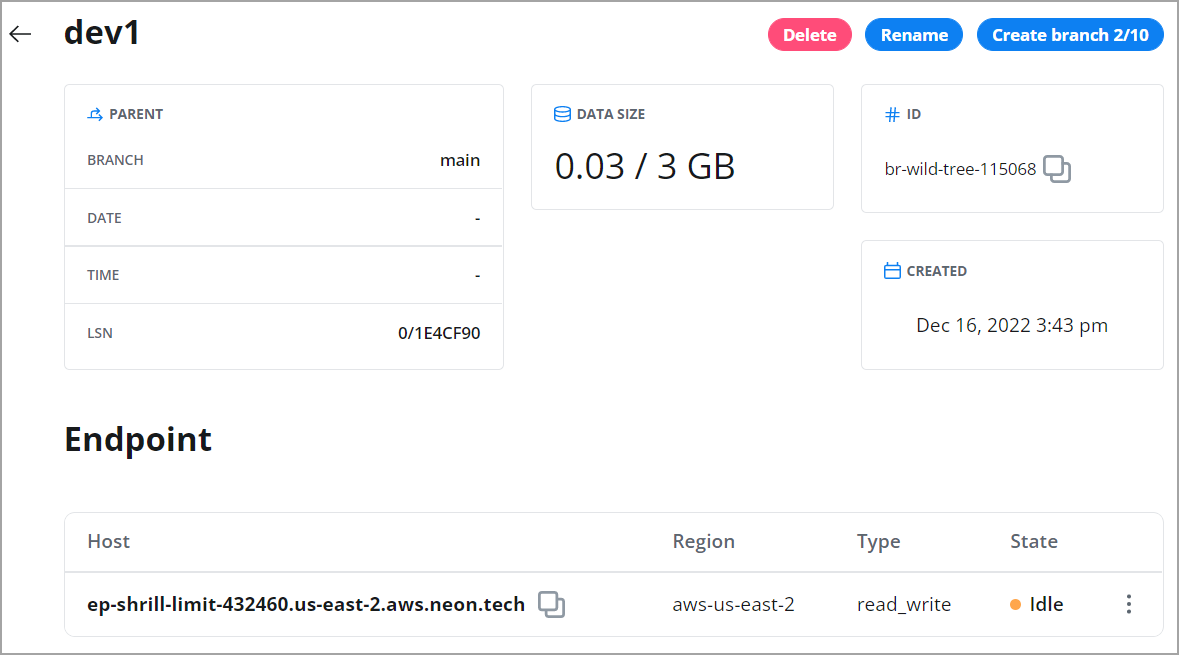 dev1
Delete
Rename
Create branch 2/10
PARENT
BRANCH main
DATE -
TIME -
LSN 0/1E4CF90
DATA SIZE
0.03 / 3 GB
ID
br-wild-tree-115068
CREATED
Dec 16, 2022 3:43 pm
Endpoint
Host Region Type State
ep-shrill-limit-432460.us-east-2.aws.neon.tech aws-us-east-2 read_write Idle